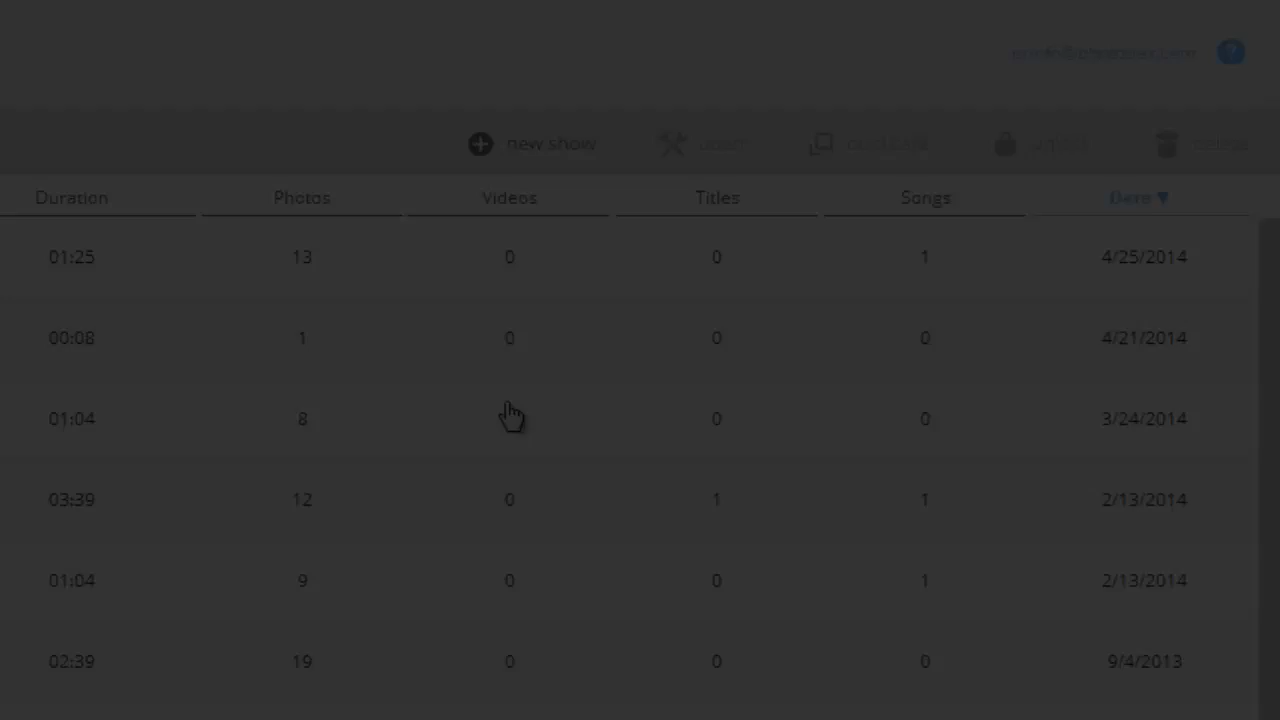 ?
new show
Duration Photos Videos Titles Songs Date ▼
01:25 13 0 0 1 4/25/2014
00:08 1 0 0 0 4/21/2014
01:04 8 0 0 3/24/2014
03:39 12 0 1 1 2/13/2014
01:04 9 0 0 1 2/13/2014
02:39 19 0 0 0 9/4/2013